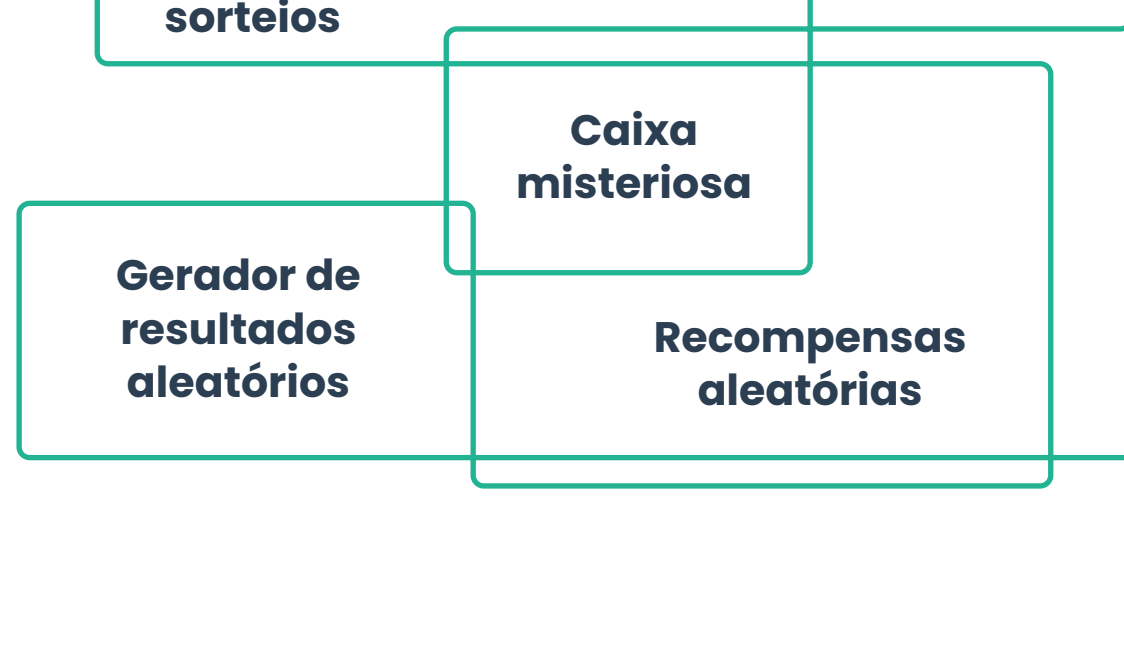 sorteios
Caixa
misteriosa
Gerador de
resultados
aleatórios
Recompensas
aleatórias